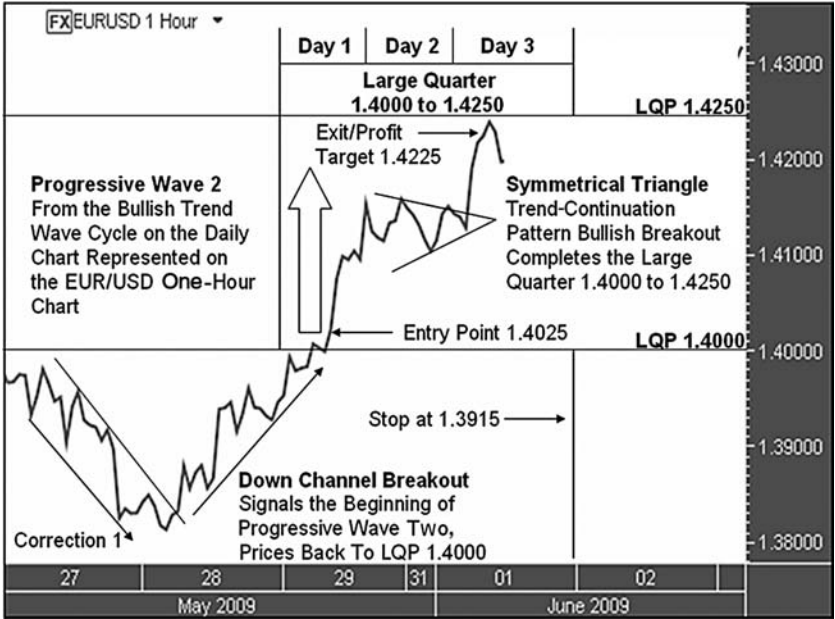 FX EURUSD 1 Hour
Day 1 Day 2 Day 3
Large Quarter
1.4000 to 1.4250
LQP 1.4250
Exit/Profit
Target 1.4225
Progressive Wave 2
From the Bullish Trend
Wave Cycle on the Daily
Chart Represented on
the EUR/USD One-Hour
Chart
Symmetrical Triangle
Trend-Continuation
Pattern Bullish Breakout
Completes the Large
Quarter 1.4000 to 1.4250
Entry Point 1.4025
LQP 1.4000
Stop at 1.3915
Down Channel Breakout
Signals the Beginning of
Progressive Wave Two,
Prices Back To LQP 1.4000
Correction 1
1.43000
1.42000
1.41000
1.40000
1.39000
1.38000
27 28 29 31 01 02
May 2009 June 2009